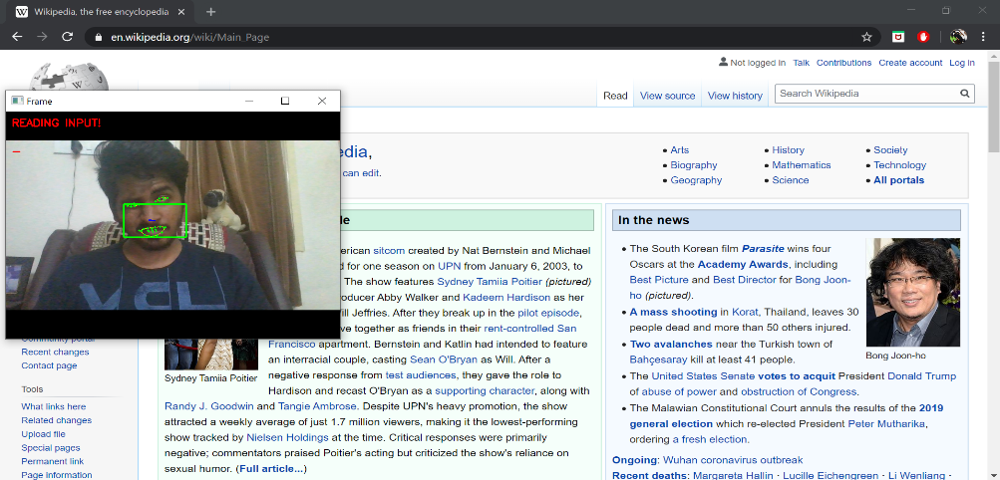 Wikipedia, the free encyclopedia
en.wikipedia.org/wiki/Main_Page
Not logged in Talk Contributions Create account Log in
Read View source View history Search Wikipedia
Frame
READING INPUT!
edia,
can edit.
Arts
Biography
Geography
History
Mathematics
Science
Society
Technology
All portals
le
erican sitcom created by Nat Bernstein and Michael
d for one season on UPN from January 6, 2003, to
The show features Sydney Tamiia Poitier (pictured)
oducer Abby Walker and Kadeem Hardison as her
ill Jeffries. After they break up in the pilot episode,
ve together as friends in their rent-controlled San
Francisco apartment. Bernstein and Katlin had intended to feature
an interracial couple, casting Sean O'Bryan as Will. After a
negative response from test audiences, they gave the role to
Hardison and recast O'Bryan as a supporting character, along with
Randy J. Goodwin and Tangie Ambrose. Despite UPN's heavy promotion, the show
attracted a weekly average of just 1.7 million viewers, making it the lowest-performing
show tracked by Nielsen Holdings at the time. Critical responses were primarily
negative; commentators praised Poitier's acting but criticized the show's reliance on
sexual humor. (Full article...)
Sydney Tamiia Poitier
In the news
The South Korean film Parasite wins four
Oscars at the Academy Awards, including
Best Picture and Best Director for Bong Joon-
ho (pictured).
A mass shooting in Korat, Thailand, leaves 30
people dead and more than 50 others injured.
Two avalanches near the Turkish town of
Bahçesaray kill at least 41 people.
The United States Senate votes to acquit President Donald Trump
of abuse of power and obstruction of Congress.
The Malawian Constitutional Court annuls the results of the 2019
general election which re-elected President Peter Mutharika,
ordering a fresh election.
Bong Joon-ho
Ongoing: Wuhan coronavirus outbreak
Recent deaths: Margareta Hallin · Lucille Eichengreen · Li Wenliang ·
Community portal
Recent changes
Contact page
Tools
What links here
Related changes
Upload file
Special pages
Permanent link
Page information